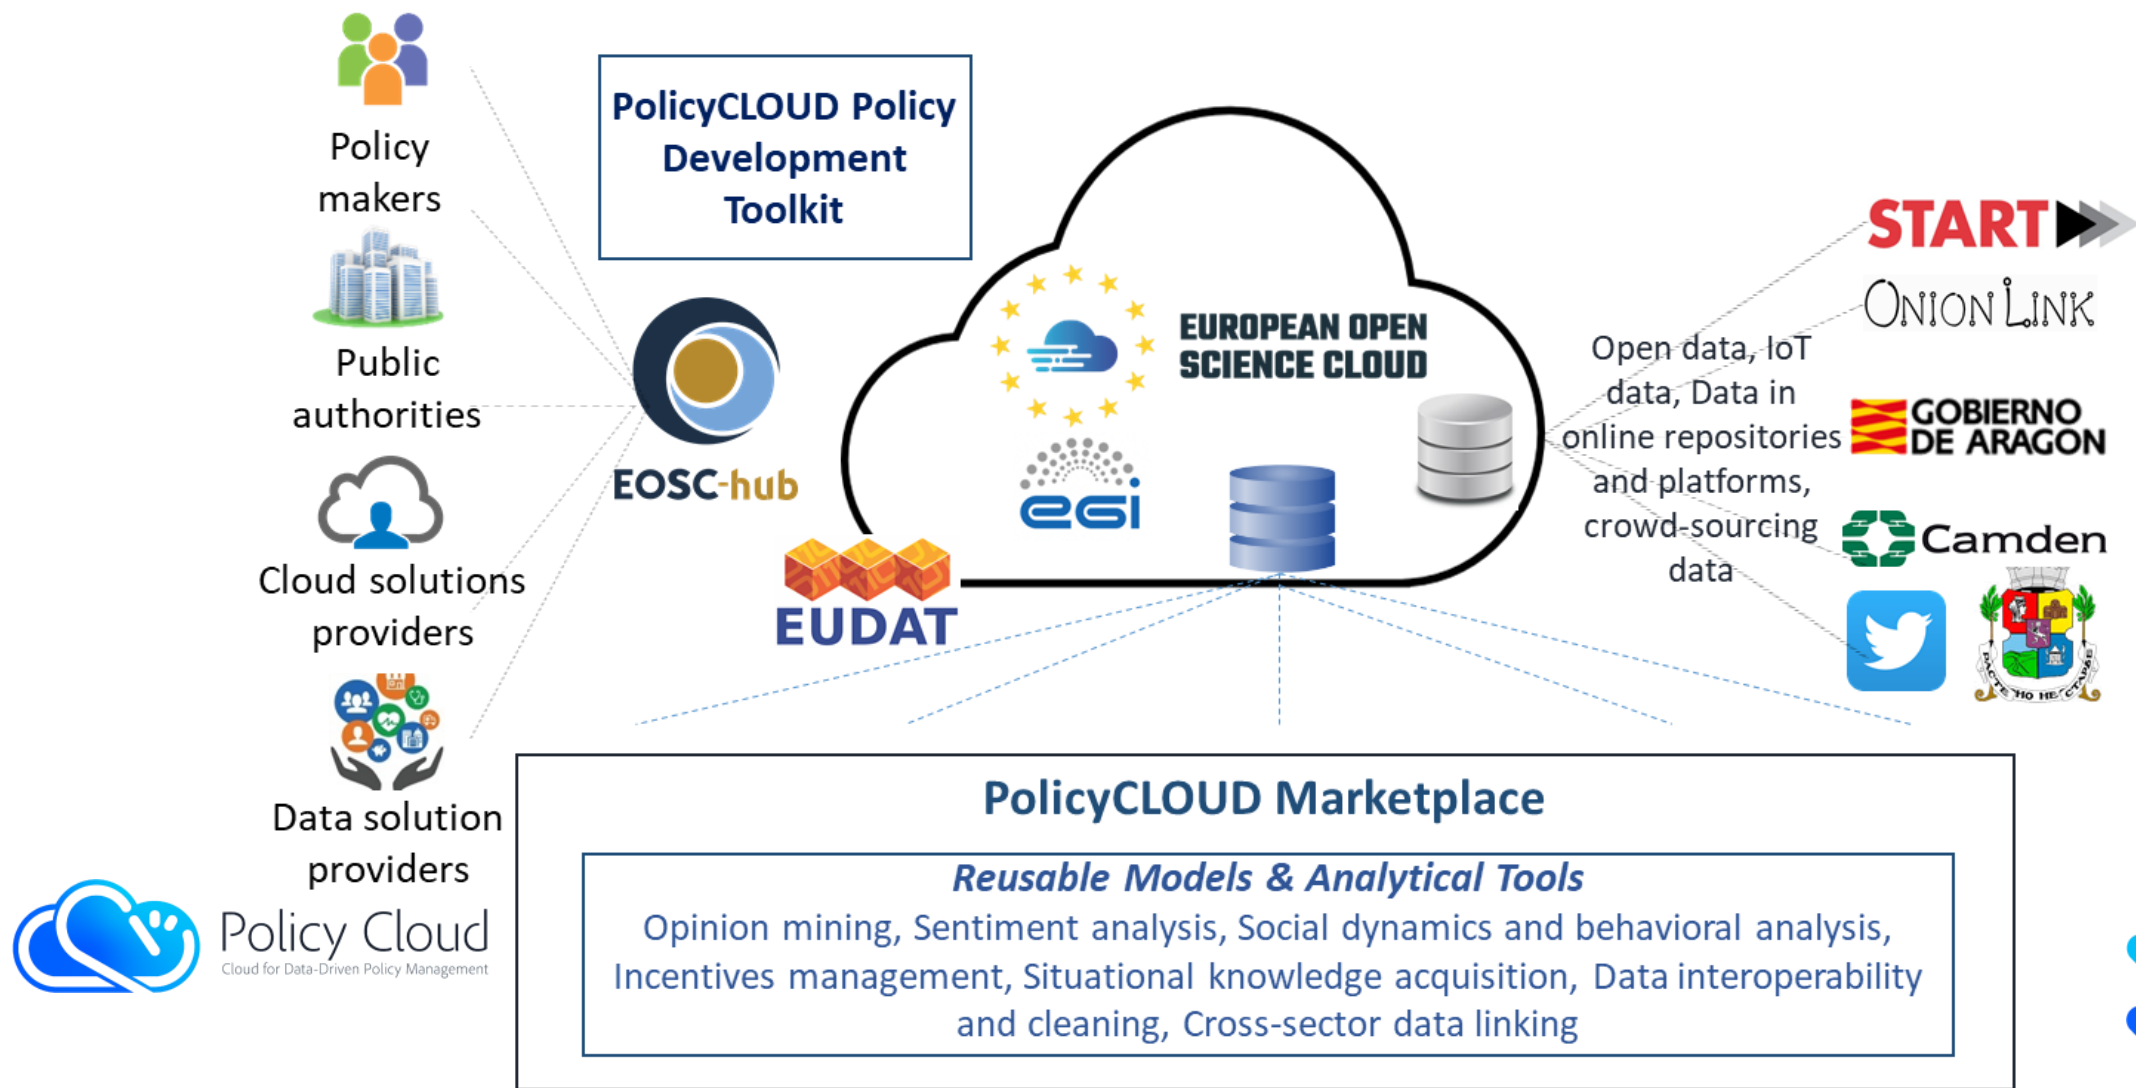 Policy
makers
Public
authorities
Cloud solutions
providers
Data solution
providers
Policy Cloud
Cloud for Data-Driven Policy Management
PolicyCLOUD Policy
Development
Toolkit
EOSC-hub
EUDAT
EUROPEAN OPEN
SCIENCE CLOUD
eGi
Open data, IoT
data, Data in
online repositories
and platforms,
crowd-sourcing
data
START
ONION LINK
GOBIERNO
DE ARAGON
Camden
РАСТЕ НО НЕ СТАРѢЕ
PolicyCLOUD Marketplace
Reusable Models & Analytical Tools
Opinion mining, Sentiment analysis, Social dynamics and behavioral analysis,
Incentives management, Situational knowledge acquisition, Data interoperability
and cleaning, Cross-sector data linking